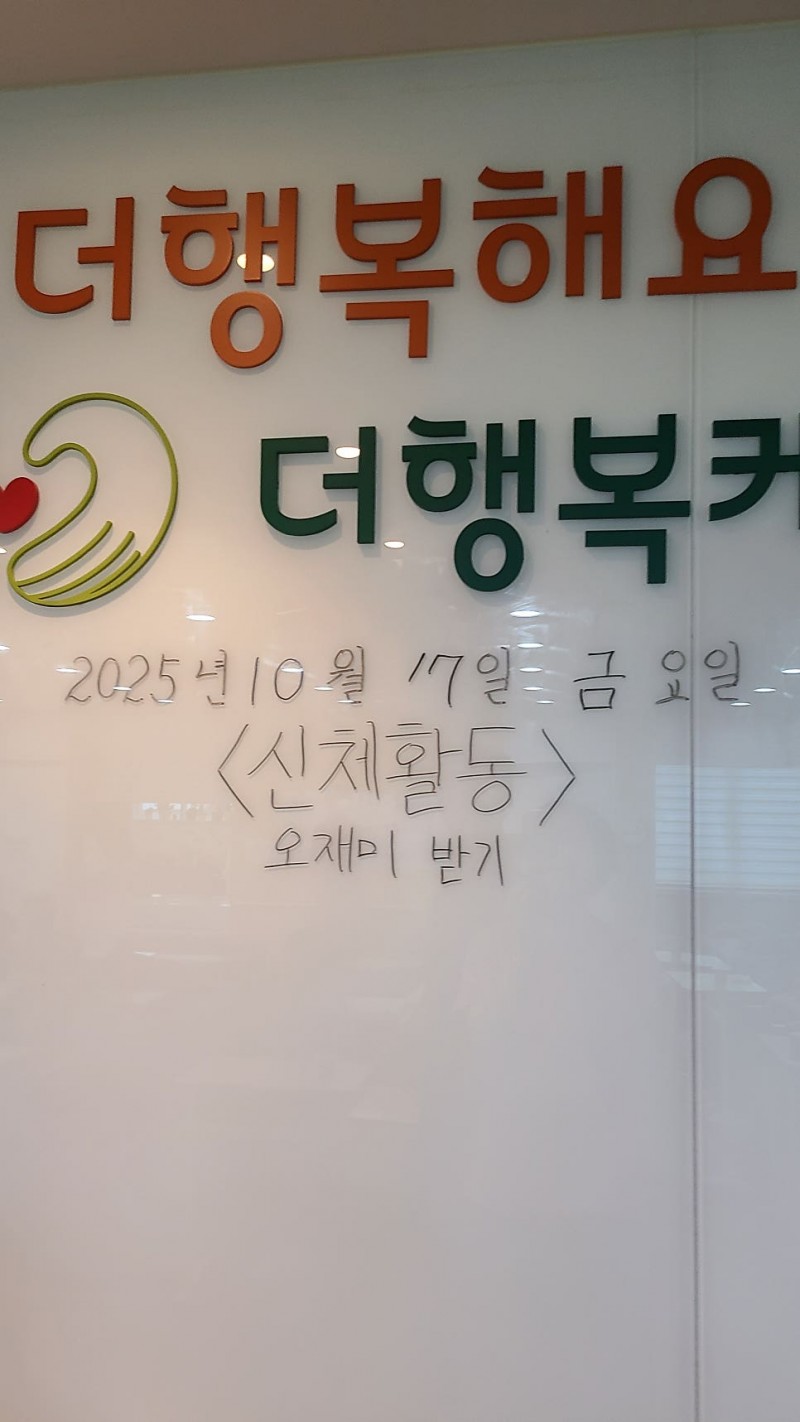 더행복해요
더행복커
2025년 10월 17일 금요일
<신체활동>
오재미 받기